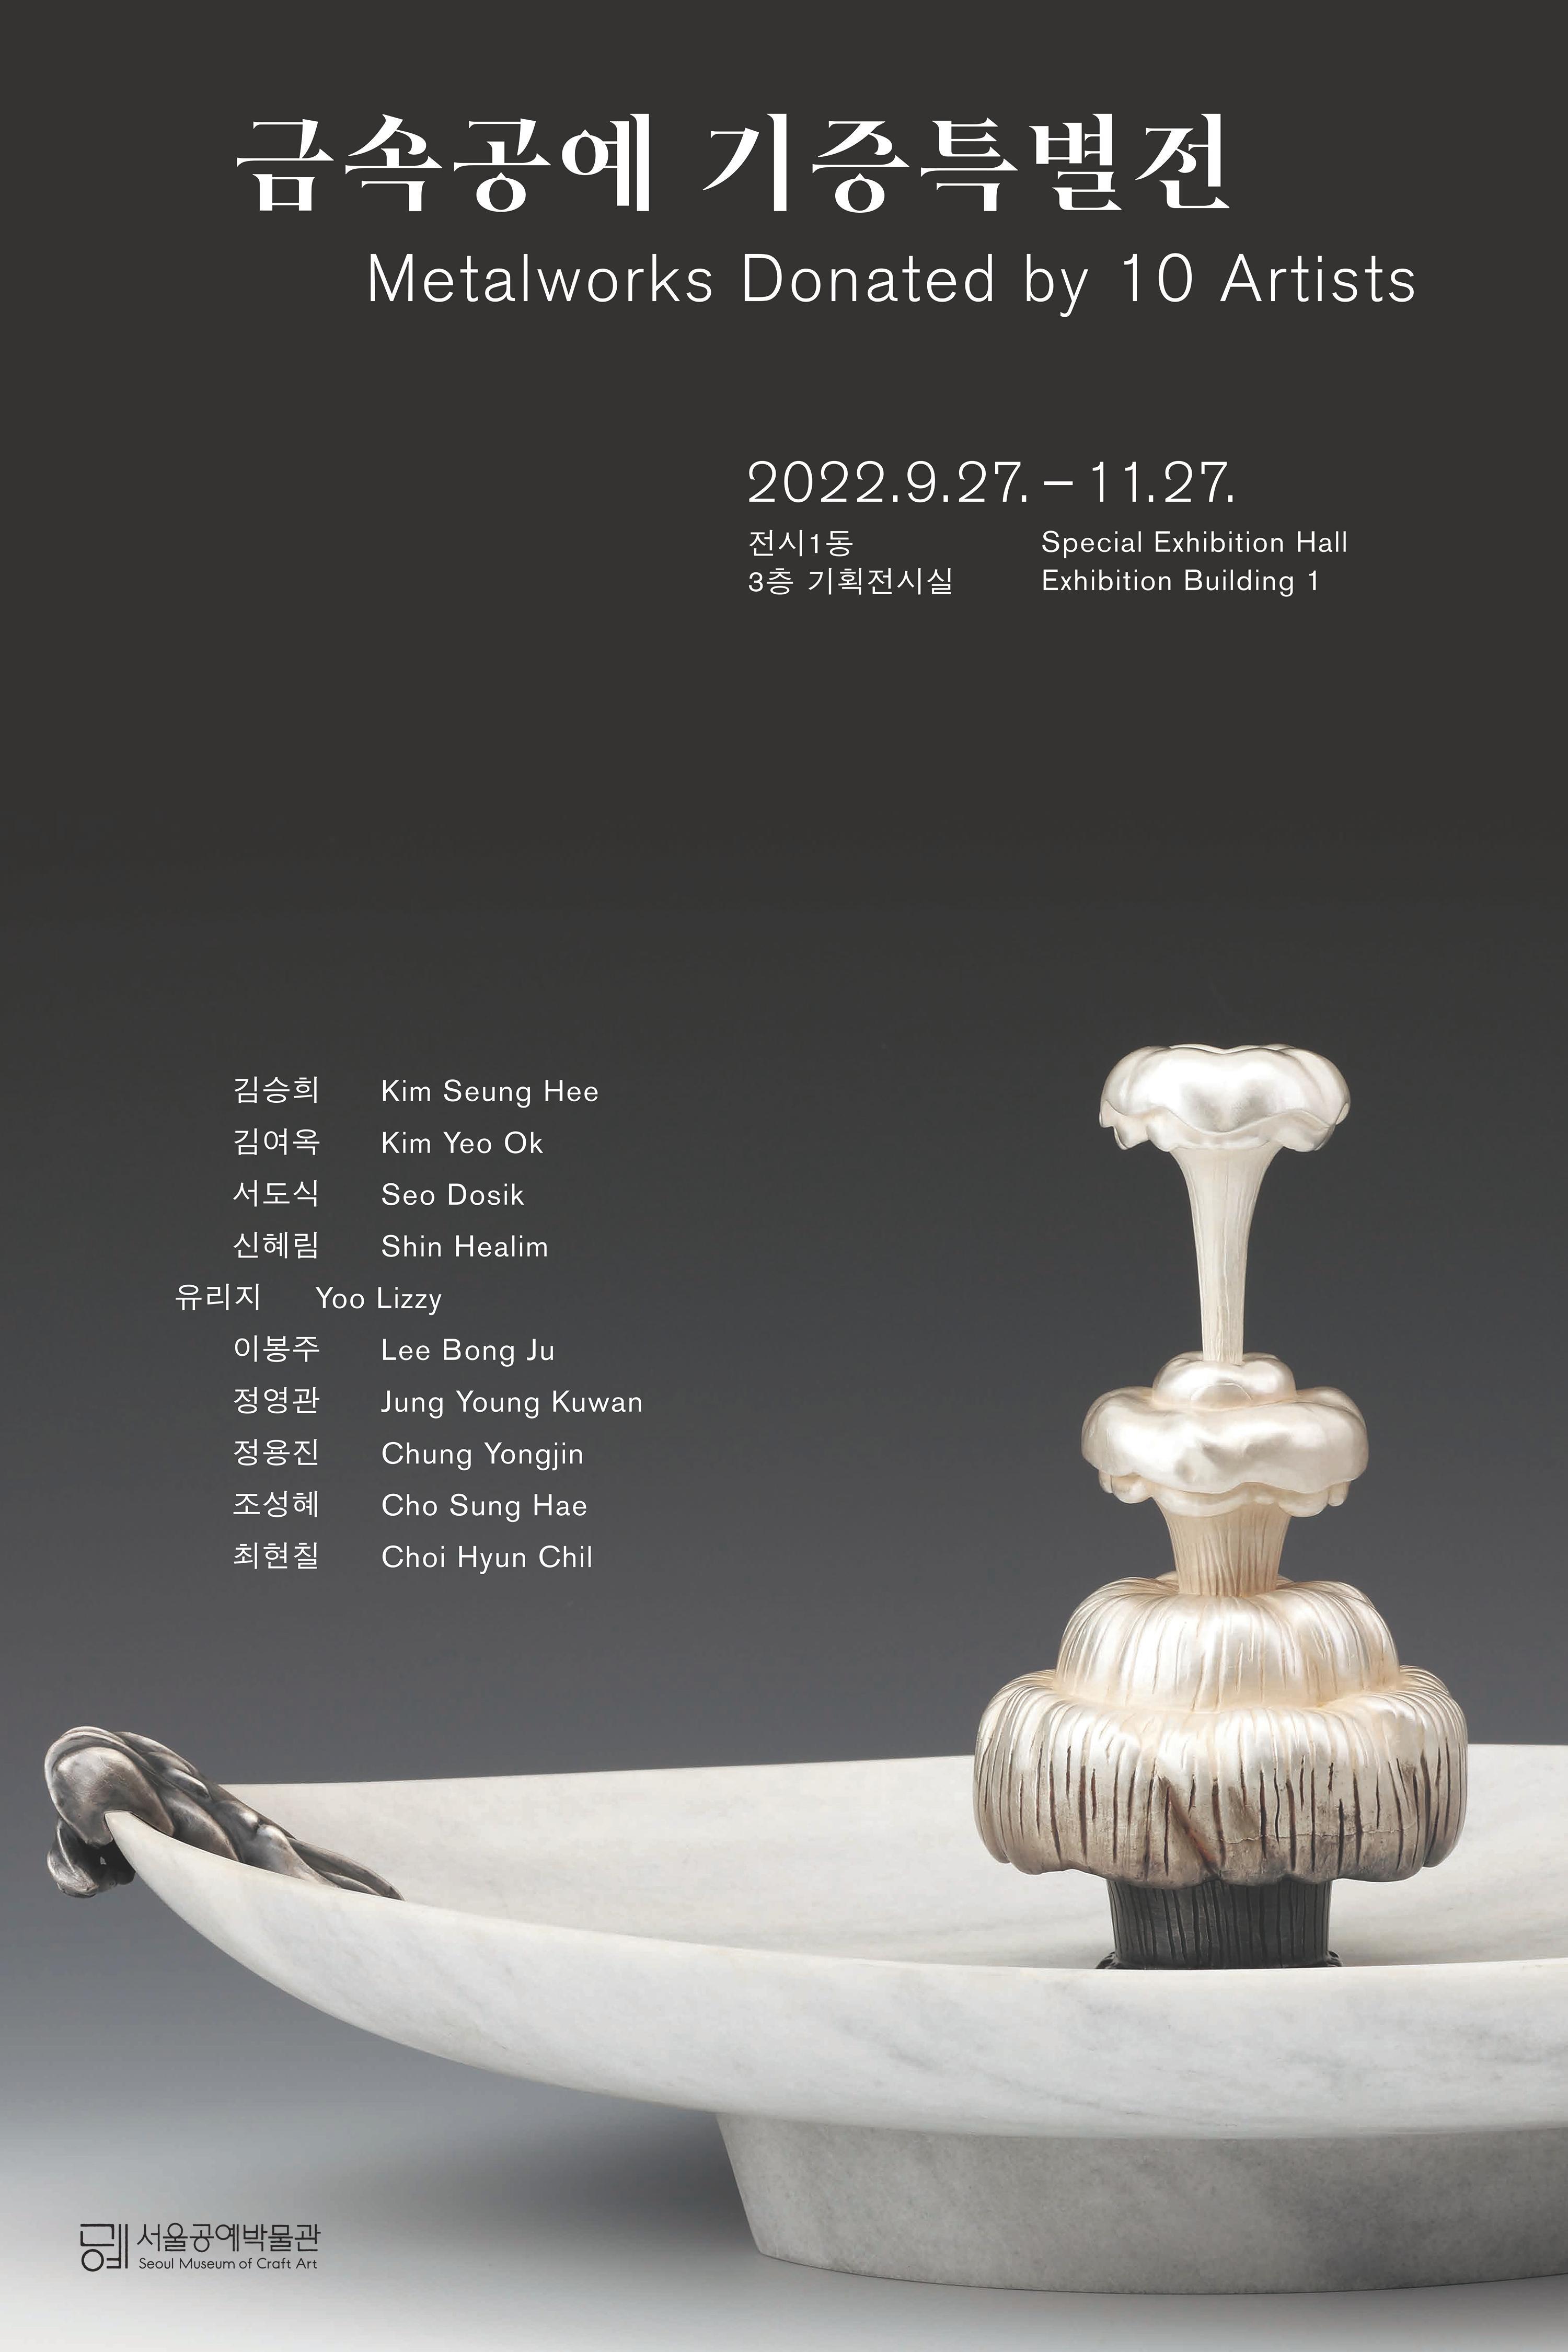 금속공예 기증특별전
Metalworks Donated by 10 Artists
2022.9.27. – 11.27.
전시1동
3층 기획전시실
Special Exhibition Hall
Exhibition Building 1
김승희 Kim Seung Hee
김여옥 Kim Yeo Ok
서도식 Seo Dosik
신혜림 Shin Healim
유리지 Yoo Lizzy
이봉주 Lee Bong Ju
정영관 Jung Young Kuwan
정용진 Chung Yongjin
조성혜 Cho Sung Hae
최현칠 Choi Hyun Chil
서울공예박물관
Seoul Museum of Craft Art